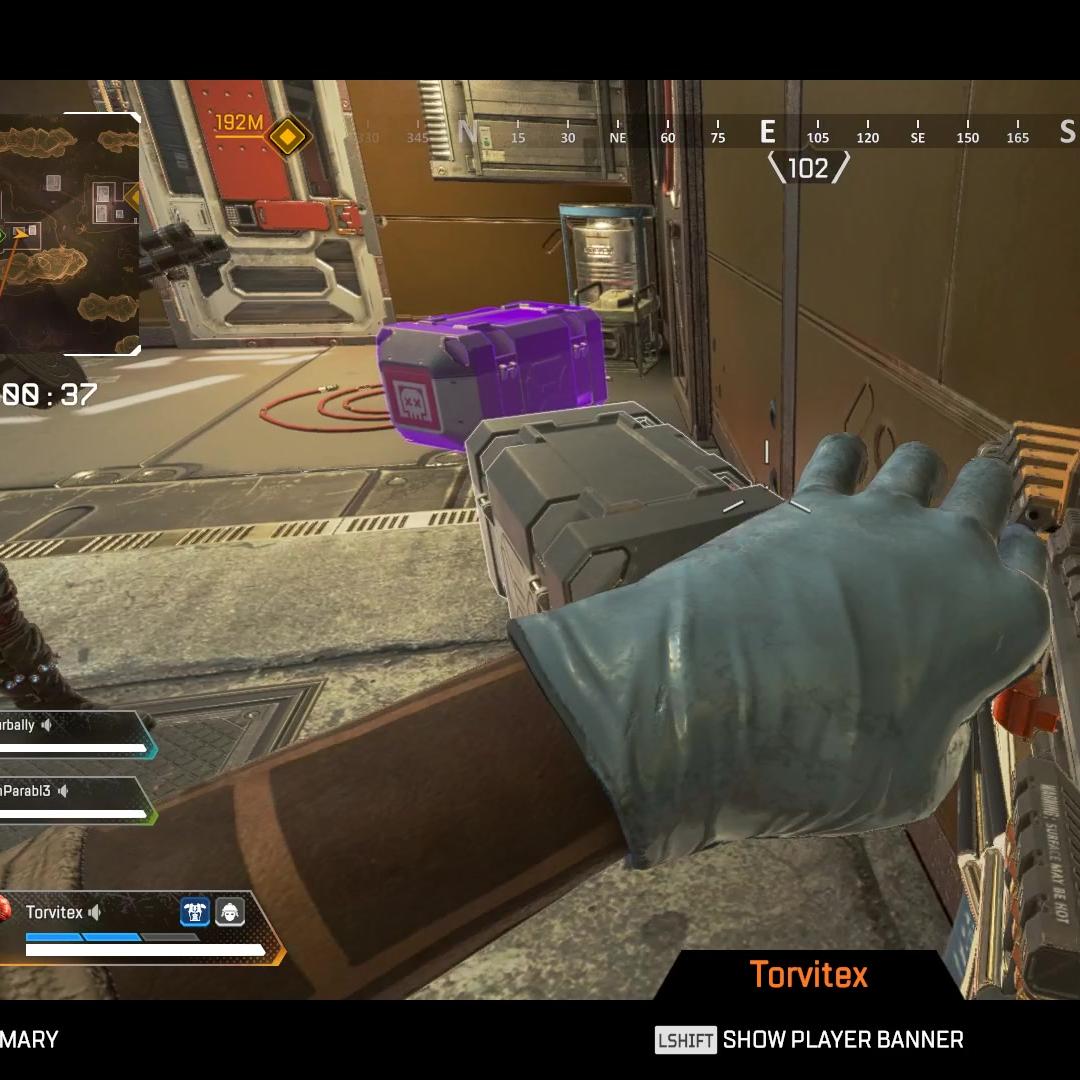 192M
345 N 15 30 NE 60 75 E 105 120 SE 150 165 S
102
00 : 37
rbally
Parabl3
Torvitex
WARNING: SURFACE MAY BE HOT
Torvitex
MARY
LSHIFT SHOW PLAYER BANNER